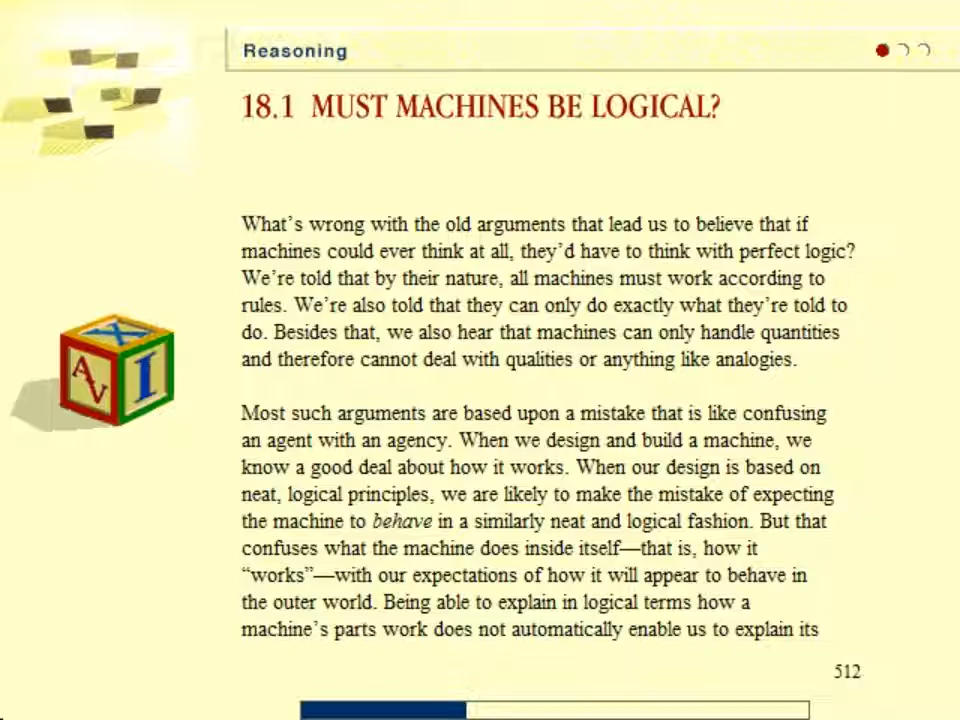 Reasoning
18.1 MUST MACHINES BE LOGICAL?
What's wrong with the old arguments that lead us to believe that if
machines could ever think at all, they'd have to think with perfect logic?
We're told that by their nature, all machines must work according to
rules. We're also told that they can only do exactly what they're told to
do. Besides that, we also hear that machines can only handle quantities
and therefore cannot deal with qualities or anything like analogies.
Most such arguments are based upon a mistake that is like confusing
an agent with an agency. When we design and build a machine, we
know a good deal about how it works. When our design is based on
neat, logical principles, we are likely to make the mistake of expecting
the machine to behave in a similarly neat and logical fashion. But that
confuses what the machine does inside itself—that is, how it
“works”—with our expectations of how it will appear to behave in
the outer world. Being able to explain in logical terms how a
machine's parts work does not automatically enable us to explain its
X
A
V
I
512